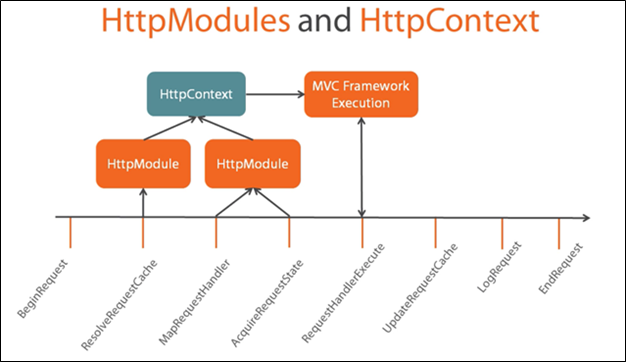 HttpModules and HttpContext
HttpContext
MVC Framework
Execution
HttpModule
HttpModule
BeginRequest
ResolveRequestCache
MapRequestHandler
AcquireRequestState
RequestHandlerExecute
UpdateRequestCache
LogRequest
EndRequest